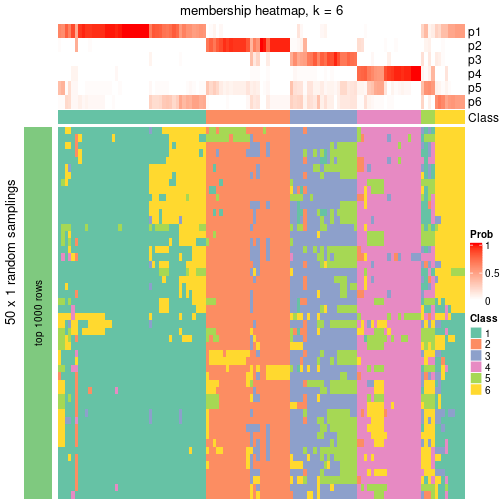 membership heatmap, k = 6
p1
p2
p3
p4
p5
p6
Class
50 x 1 random samplings
top 1000 rows
Prob
1
0.5
0
Class
1
2
3
4
5
6